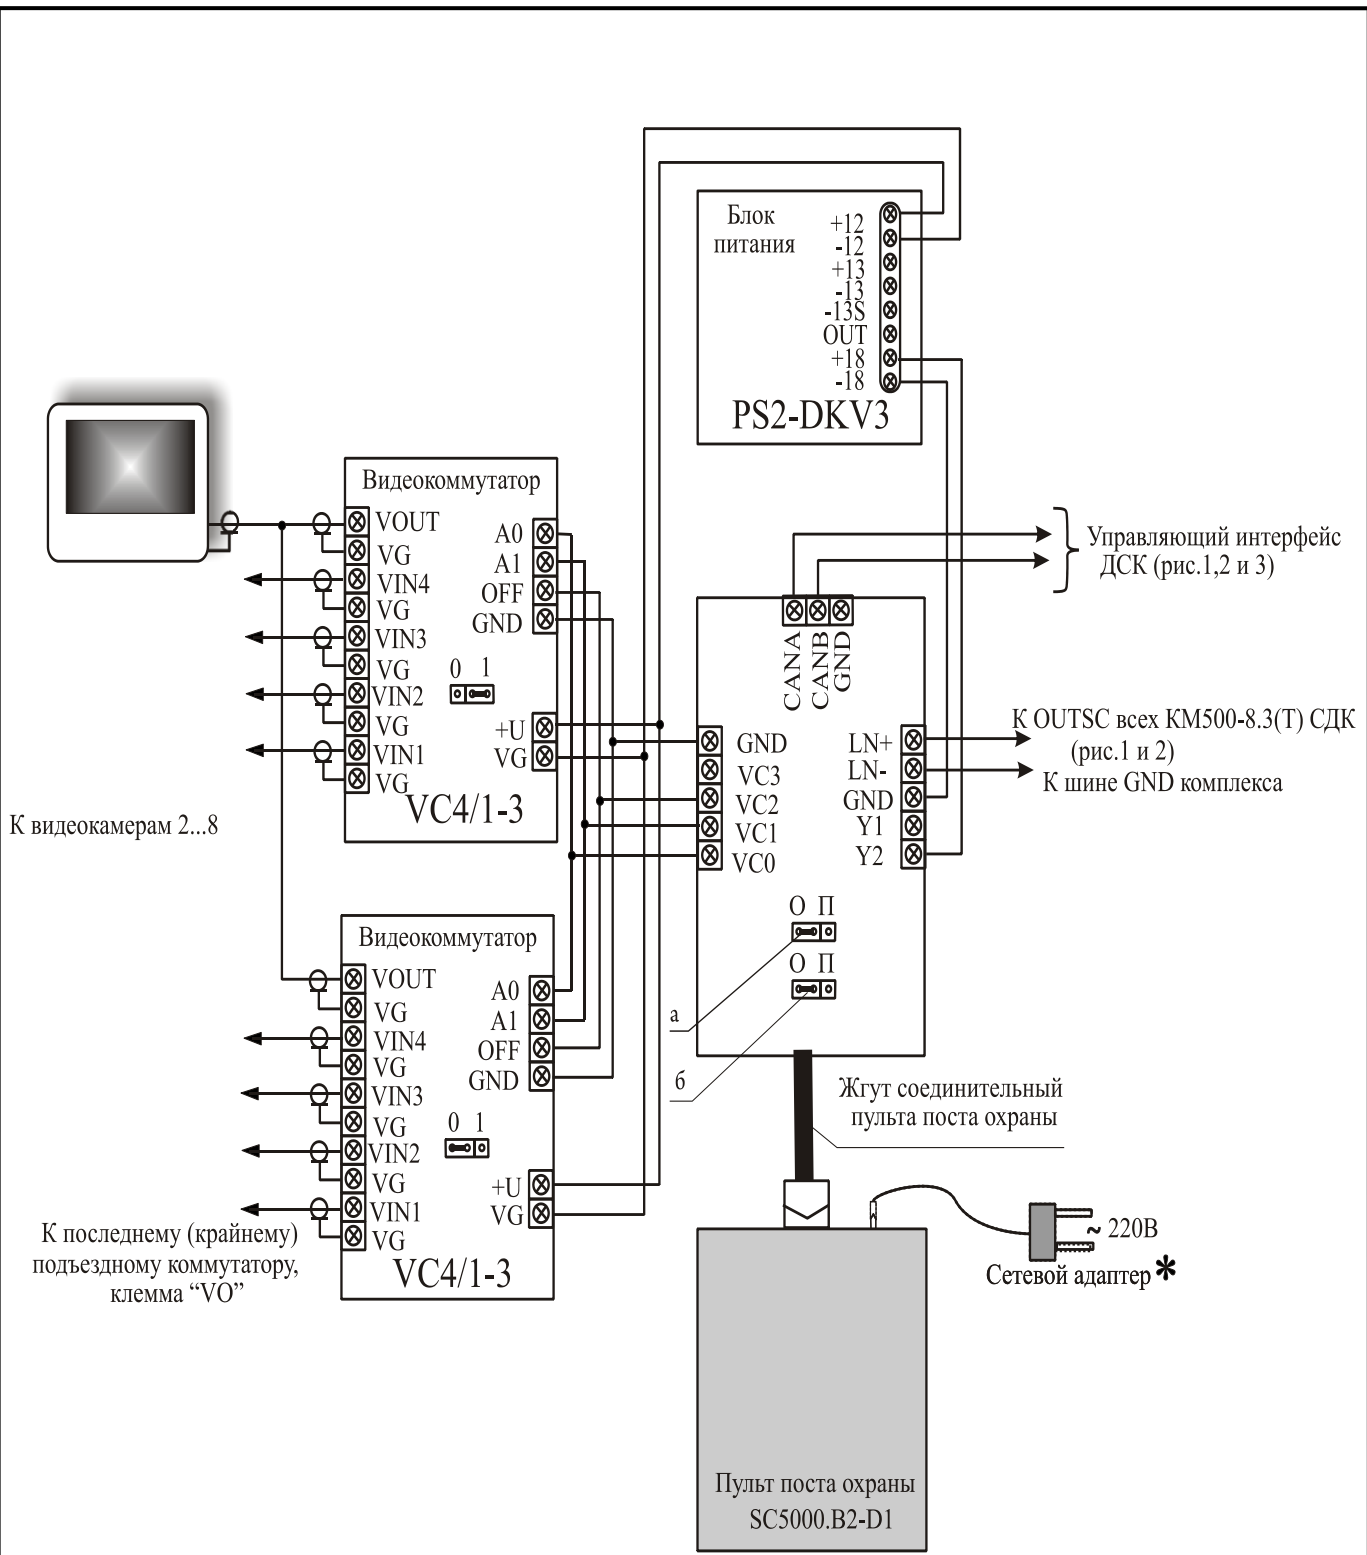 Блок
питания
+12
-12
+13
-13
-13S
OUT
+18
-18
PS2-DKV3
Видеокоммутатор
VOUT
VG
VIN4
VG
VIN3
VG
VIN2
VG
VIN1
VG
A0
A1
OFF
GND
0 1
+U
VG
VC4/1-3
К видеокамерам 2...8
Управляющий интерфейс
ДСК (рис.1,2 и 3)
CANA
CANB
GND
GND
VC3
VC2
VC1
VC0
LN+
LN-
GND
Y1
Y2
К OUTSC всех КМ500-8.3(Т) СДК
(рис.1 и 2)
К шине GND комплекса
О П
О П
а
б
Видеокоммутатор
VOUT
VG
VIN4
VG
VIN3
VG
VIN2
VG
VIN1
VG
A0
A1
OFF
GND
0 1
+U
VG
VC4/1-3
К последнему (крайнему)
подъездному коммутатору,
клемма “VO”
Жгут соединительный
пульта поста охраны
~ 220В
Сетевой адаптер*
Пульт поста охраны
SC5000.B2-D1